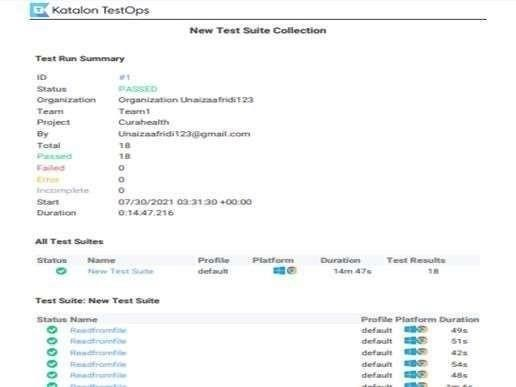 Katalon TestOps
New Test Suite Collection
Test Run Summary
ID #1
Status PASSED
Organization Organization Unaizaafridi123
Team Team1
Project Curahealth
By Unaizaafridi123@gmail.com
Total 18
Passed 18
Failed 0
Error 0
Incomplete 0
Start 07/30/2021 03:31:30 +00:00
Duration 0:14:47.216
All Test Suites
Status Name Profile Platform Duration Test Results
New Test Suite default 14m 47s 18
Test Suite: New Test Suite
Status Name Profile Platform Duration
Readfromfile default 49s
Readfromfile default 51s
Readfromfile default 42s
Readfromfile default 54s
Readfromfile default 48s
Readfromfile default